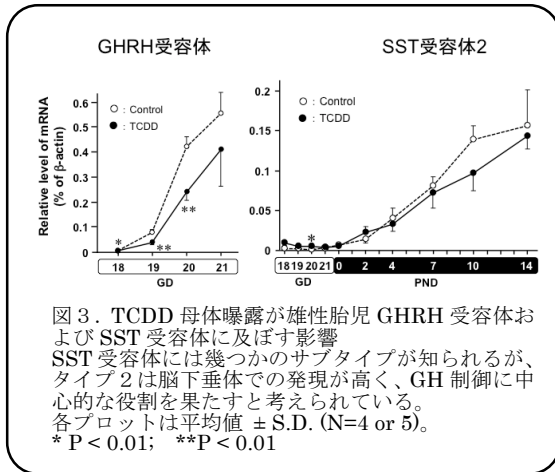 GHRH受容体
SST受容体2
Relative level of mRNA
(% of β-actin)
0.6
0.5
0.4
0.3
0.2
0.1
0
○ : Control
● : TCDD
*
**
**
18 19 20 21
GD
0.2
0.15
0.1
0.05
0
○ : Control
● : TCDD
*
18 19 20 21 0 2 4 7 10 14
GD PND
図3. TCDD 母体曝露が雄性胎児 GHRH 受容体お
よび SST 受容体に及ぼす影響
SST 受容体には幾つかのサブタイプが知られるが、
タイプ2は脳下垂体での発現が高く、GH 制御に中
心的な役割を果たすと考えられている。
各プロットは平均値 ± S.D. (N=4 or 5)。
* P < 0.01; **P < 0.01